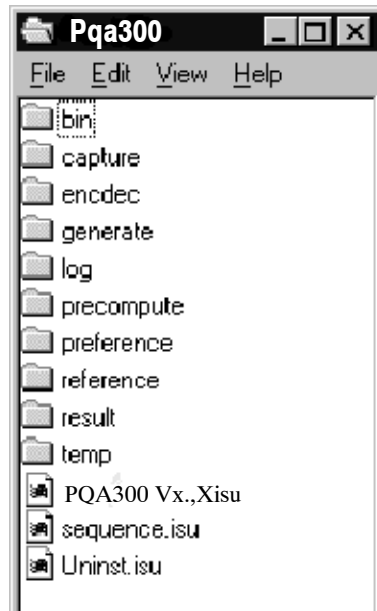 Pqa300
File Edit View Help
bin
capture
encdec
generate
log
precompute
preference
reference
result
temp
PQA300 Vx.,Xisu
sequence.isu
Uninst.isu